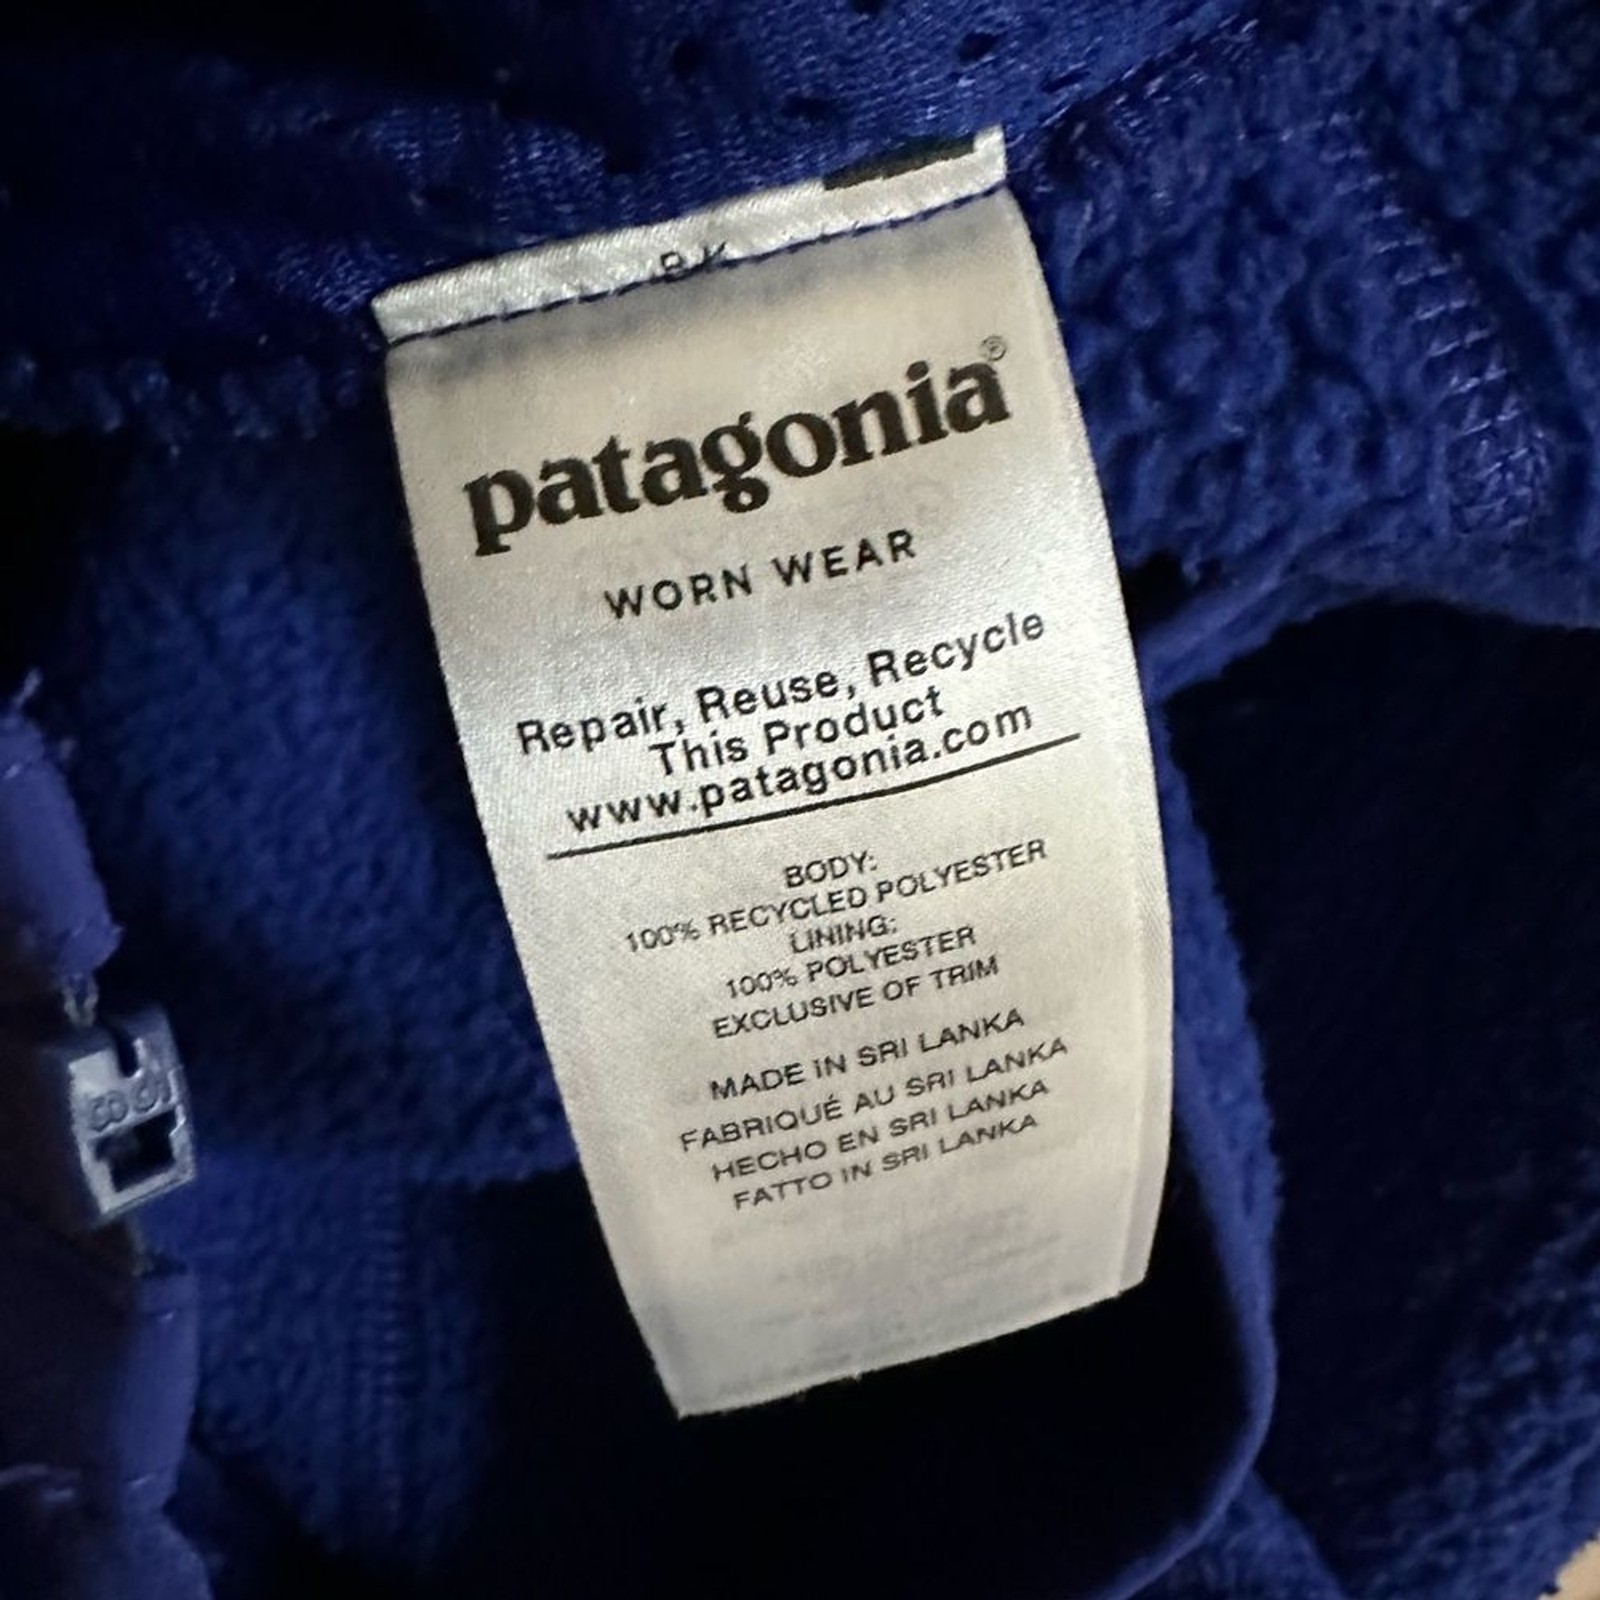 patagonia®
WORN WEAR
Repair, Reuse, Recycle
This Product
www.patagonia.com
BODY:
100% RECYCLED POLYESTER
LINING:
100% POLYESTER
EXCLUSIVE OF TRIM
MADE IN SRI LANKA
FABRIQUÉ AU SRI LANKA
HECHO EN SRI LANKA
FATTO IN SRI LANKA